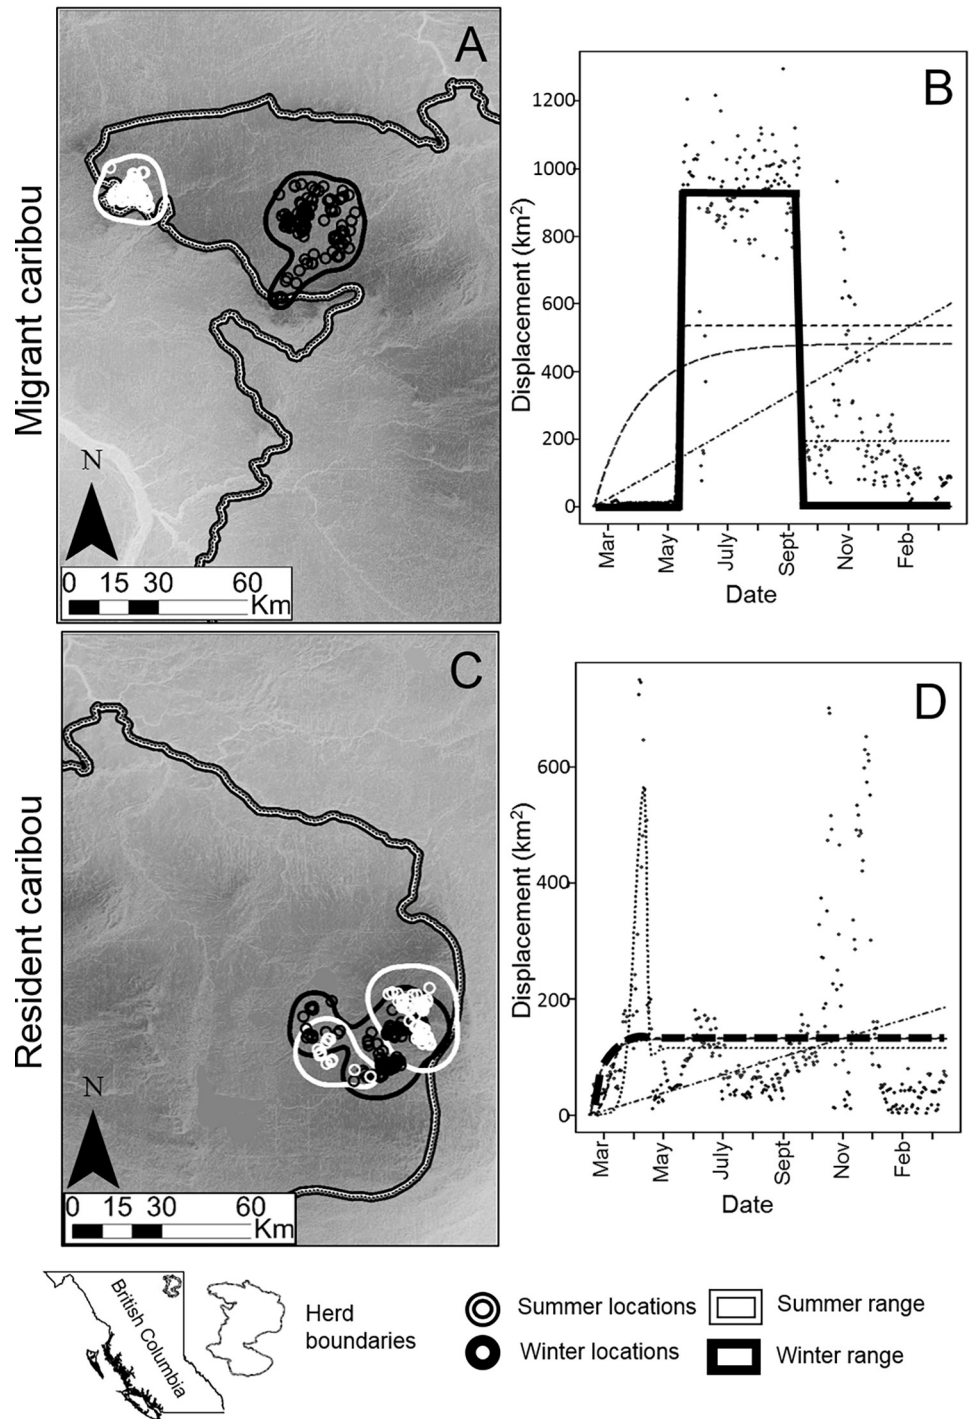 Migrant caribou
A
N
0 15 30 60
Km
B
Displacement (km2)
1200
1000
800
600
400
200
0
Mar May July Sept Nov Feb
Date
Resident caribou
C
N
0 15 30 60
Km
D
Displacement (km2)
600
400
200
0
Mar May July Sept Nov Feb
Date
British Columbia
Herd
boundaries
Summer locations
Winter locations
Summer range
Winter range